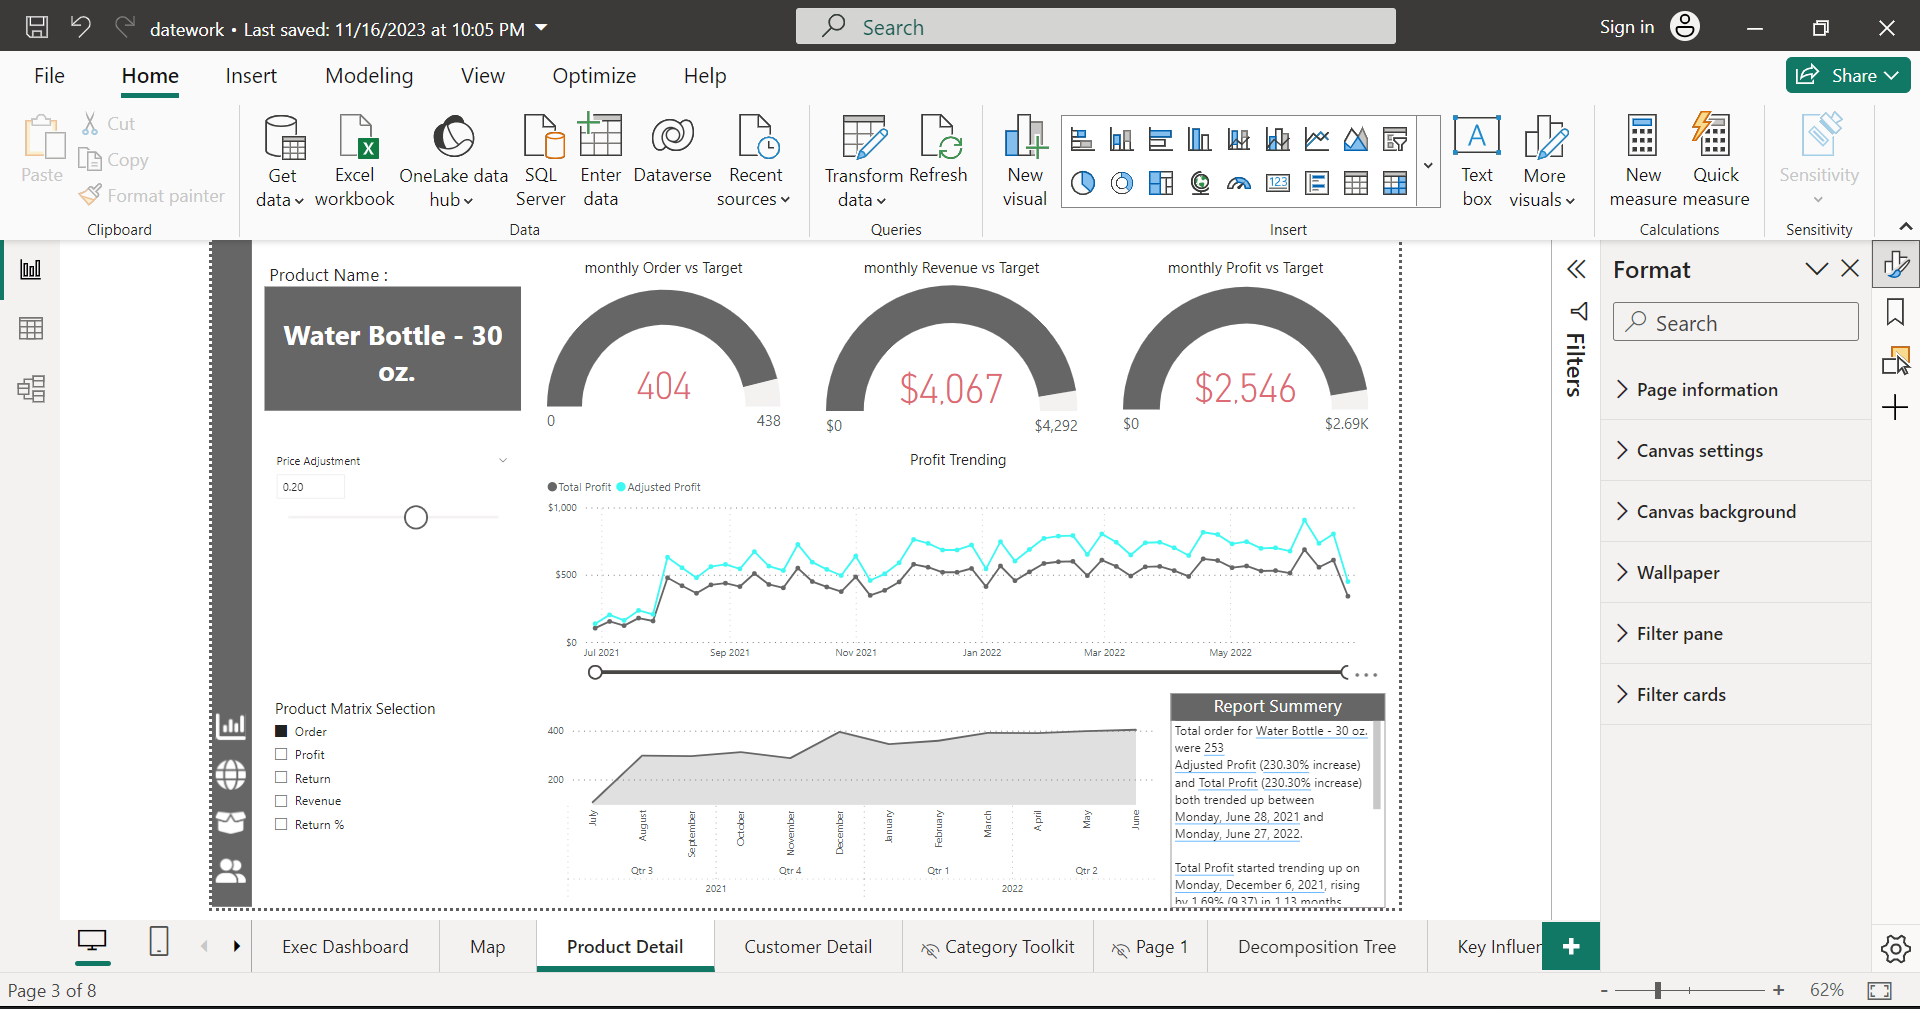 datework • Last saved: 11/16/2023 at 10:05 PM
Search
Sign in
File
Home
Insert
Modeling
View
Optimize
Help
Share
Paste
Cut
Copy
Format painter
Clipboard
Get data
Excel workbook
OneLake data hub
SQL Server
Enter data
Dataverse
Recent sources
Data
Transform data
Refresh
Queries
New visual
123
A
Text box
More visuals
Insert
New measure
Quick measure
Calculations
Sensitivity
Sensitivity
Product Name :
Water Bottle - 30
oz.
monthly Order vs Target
404
0
438
monthly Revenue vs Target
$4,067
$0
$4,292
monthly Profit vs Target
$2,546
$0
$2.69K
Price Adjustment
0.20
Profit Trending
Total Profit
Adjusted Profit
$1,000
$500
$0
Jul 2021
Sep 2021
Nov 2021
Jan 2022
Mar 2022
May 2022
Product Matrix Selection
Order
Profit
Return
Revenue
Return %
400
200
July
August
September
October
November
December
January
February
March
April
May
June
Qtr 3
Qtr 4
Qtr 1
Qtr 2
2021
2022
Report Summery
Total order for Water Bottle - 30 oz.
were 253
Adjusted Profit (230.30% increase)
and Total Profit (230.30% increase)
both trended up between
Monday, June 28, 2021 and
Monday, June 27, 2022.
Total Profit started trending up on
Monday, December 6, 2021, rising
by 1.69% (9.37) in 1.13 months.
Filters
Format
Search
Page information
Canvas settings
Canvas background
Wallpaper
Filter pane
Filter cards
Exec Dashboard
Map
Product Detail
Customer Detail
Category Toolkit
Page 1
Decomposition Tree
Key Influer
Page 3 of 8
- + 62%